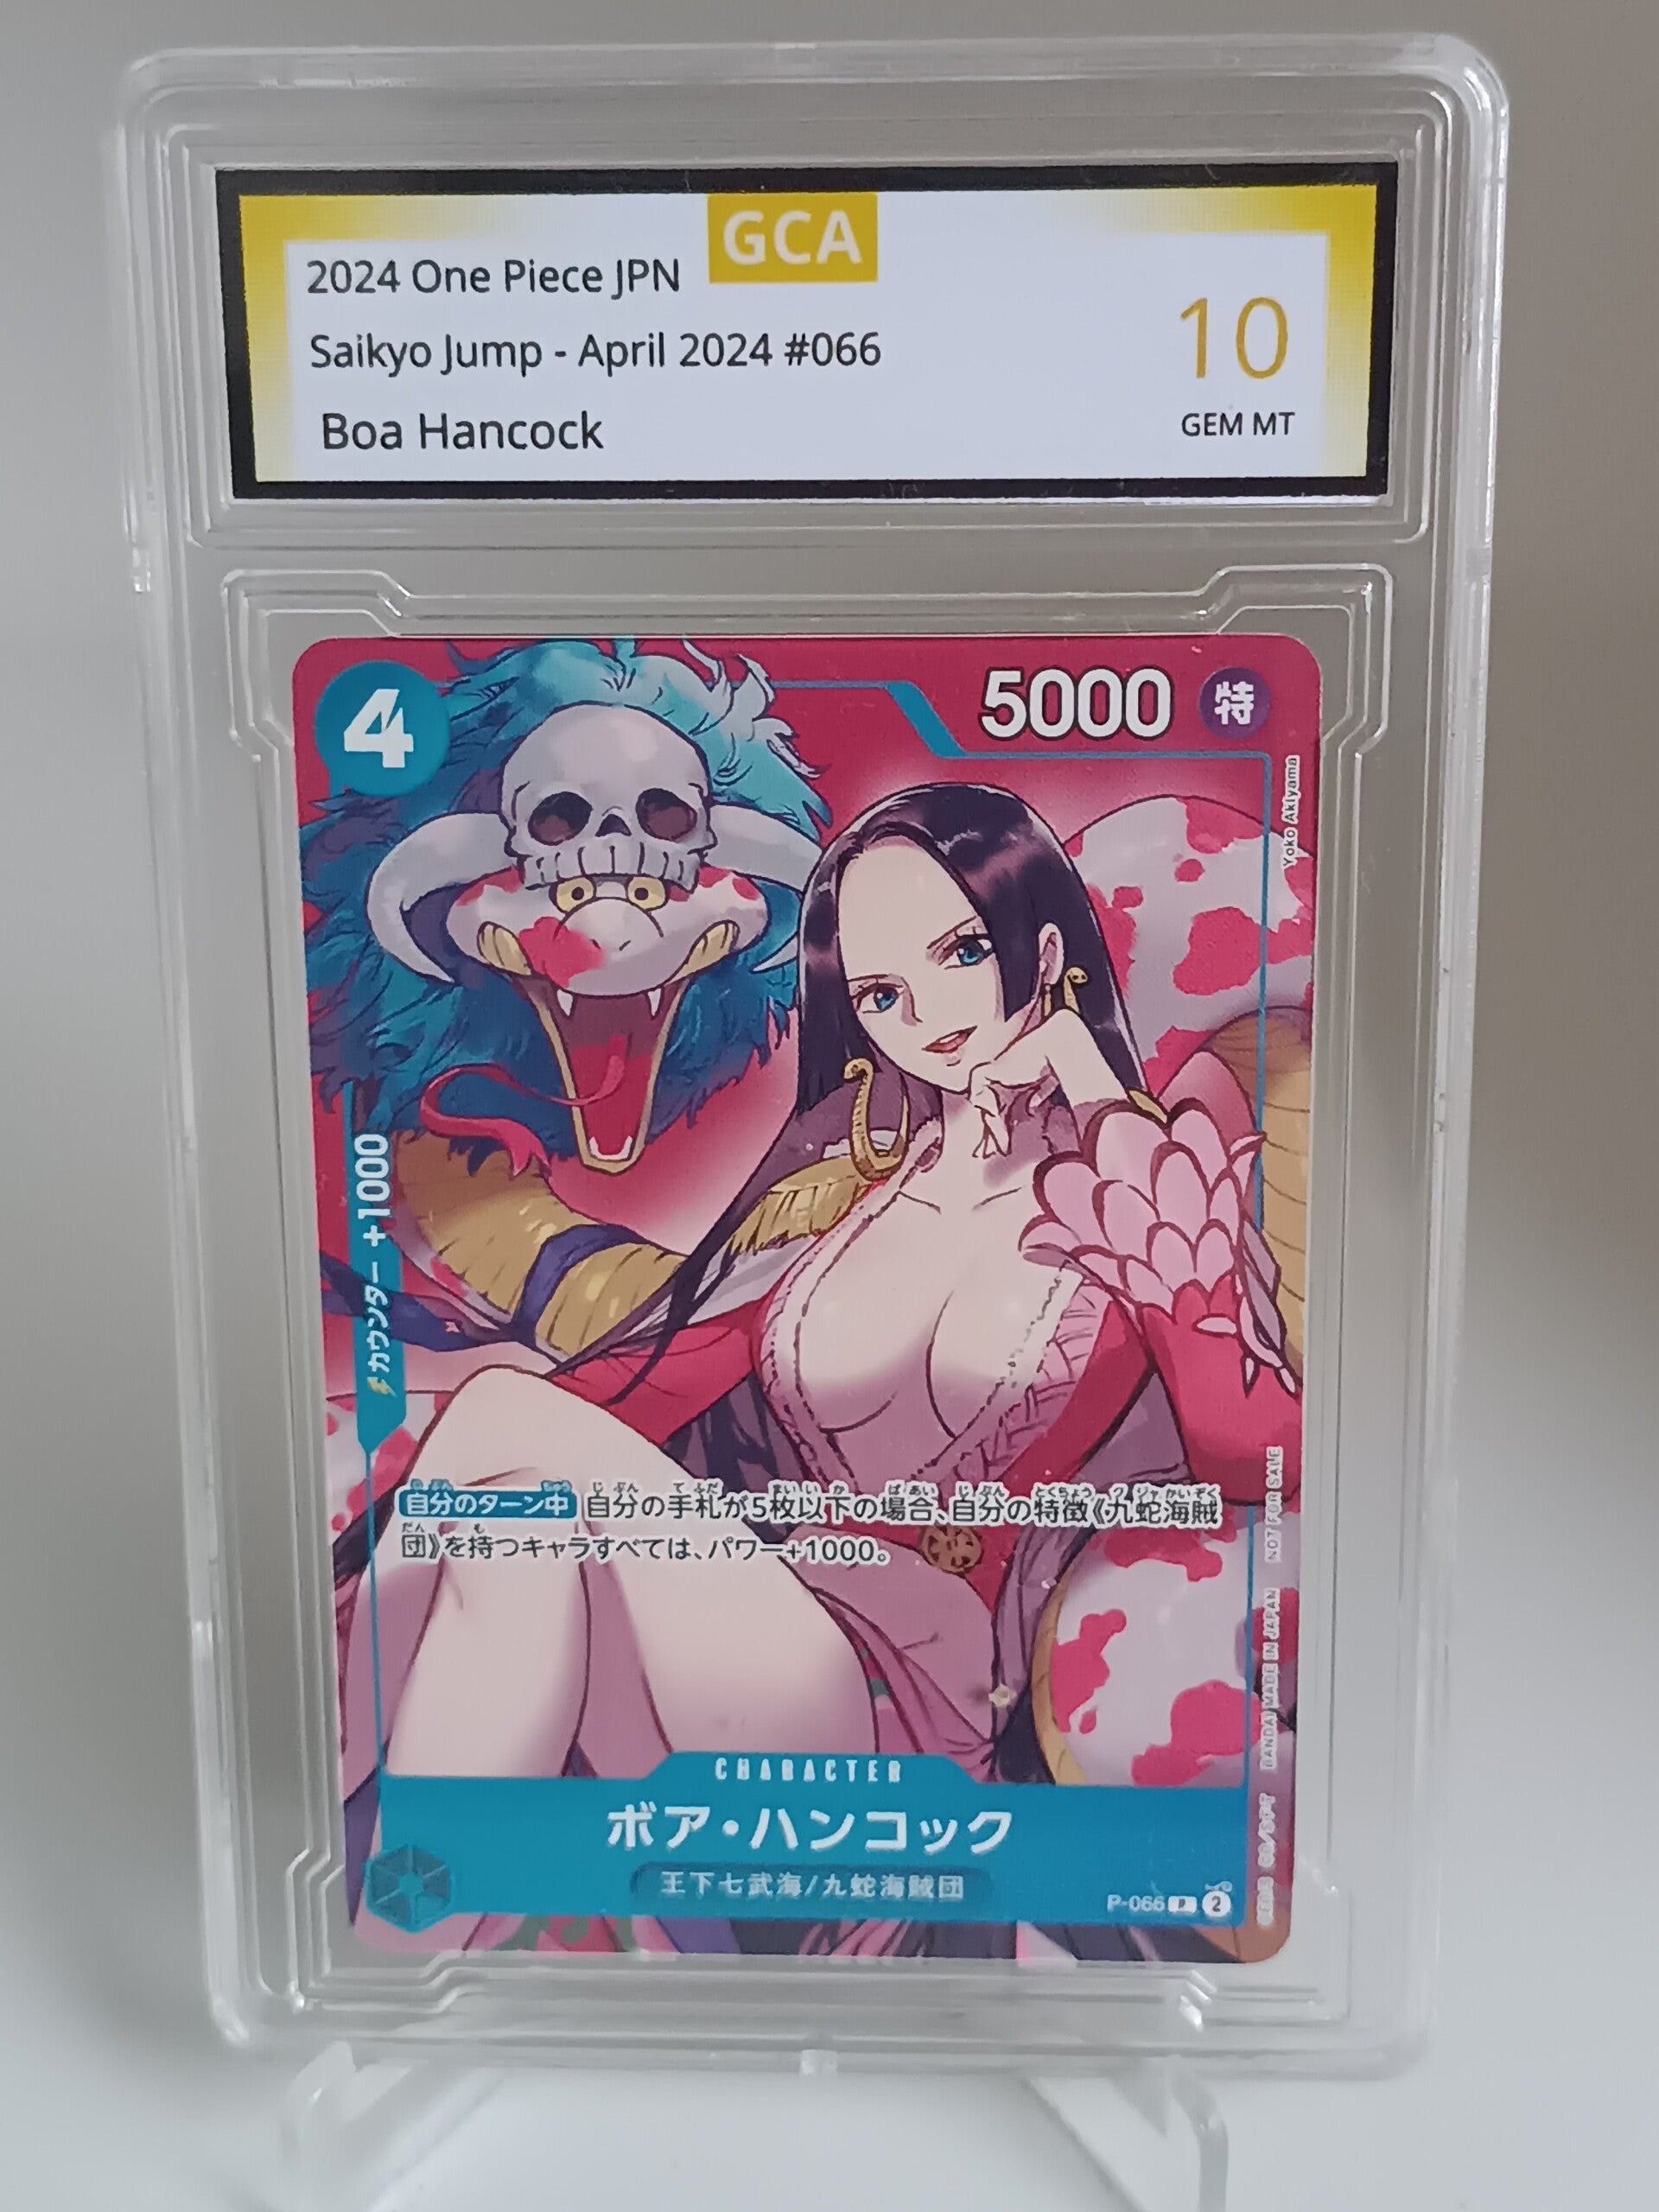 GCA
2024 One Piece JPN
Saikyo Jump - April 2024 #066
10
Boa Hancock
GEM MT
4
5000
特
Yoko Akiyama
カウンター +1000
自分のターン中 自分の手札が5枚以下の場合、自分の特徴《九蛇海賊
団》を持つキャラすべては、パワー+1000。
NOT FOR SALE
BANDAI MADE IN JAPAN
CHARACTER
ボア・ハンコック
王下七武海/九蛇海賊団
P-066 P 2